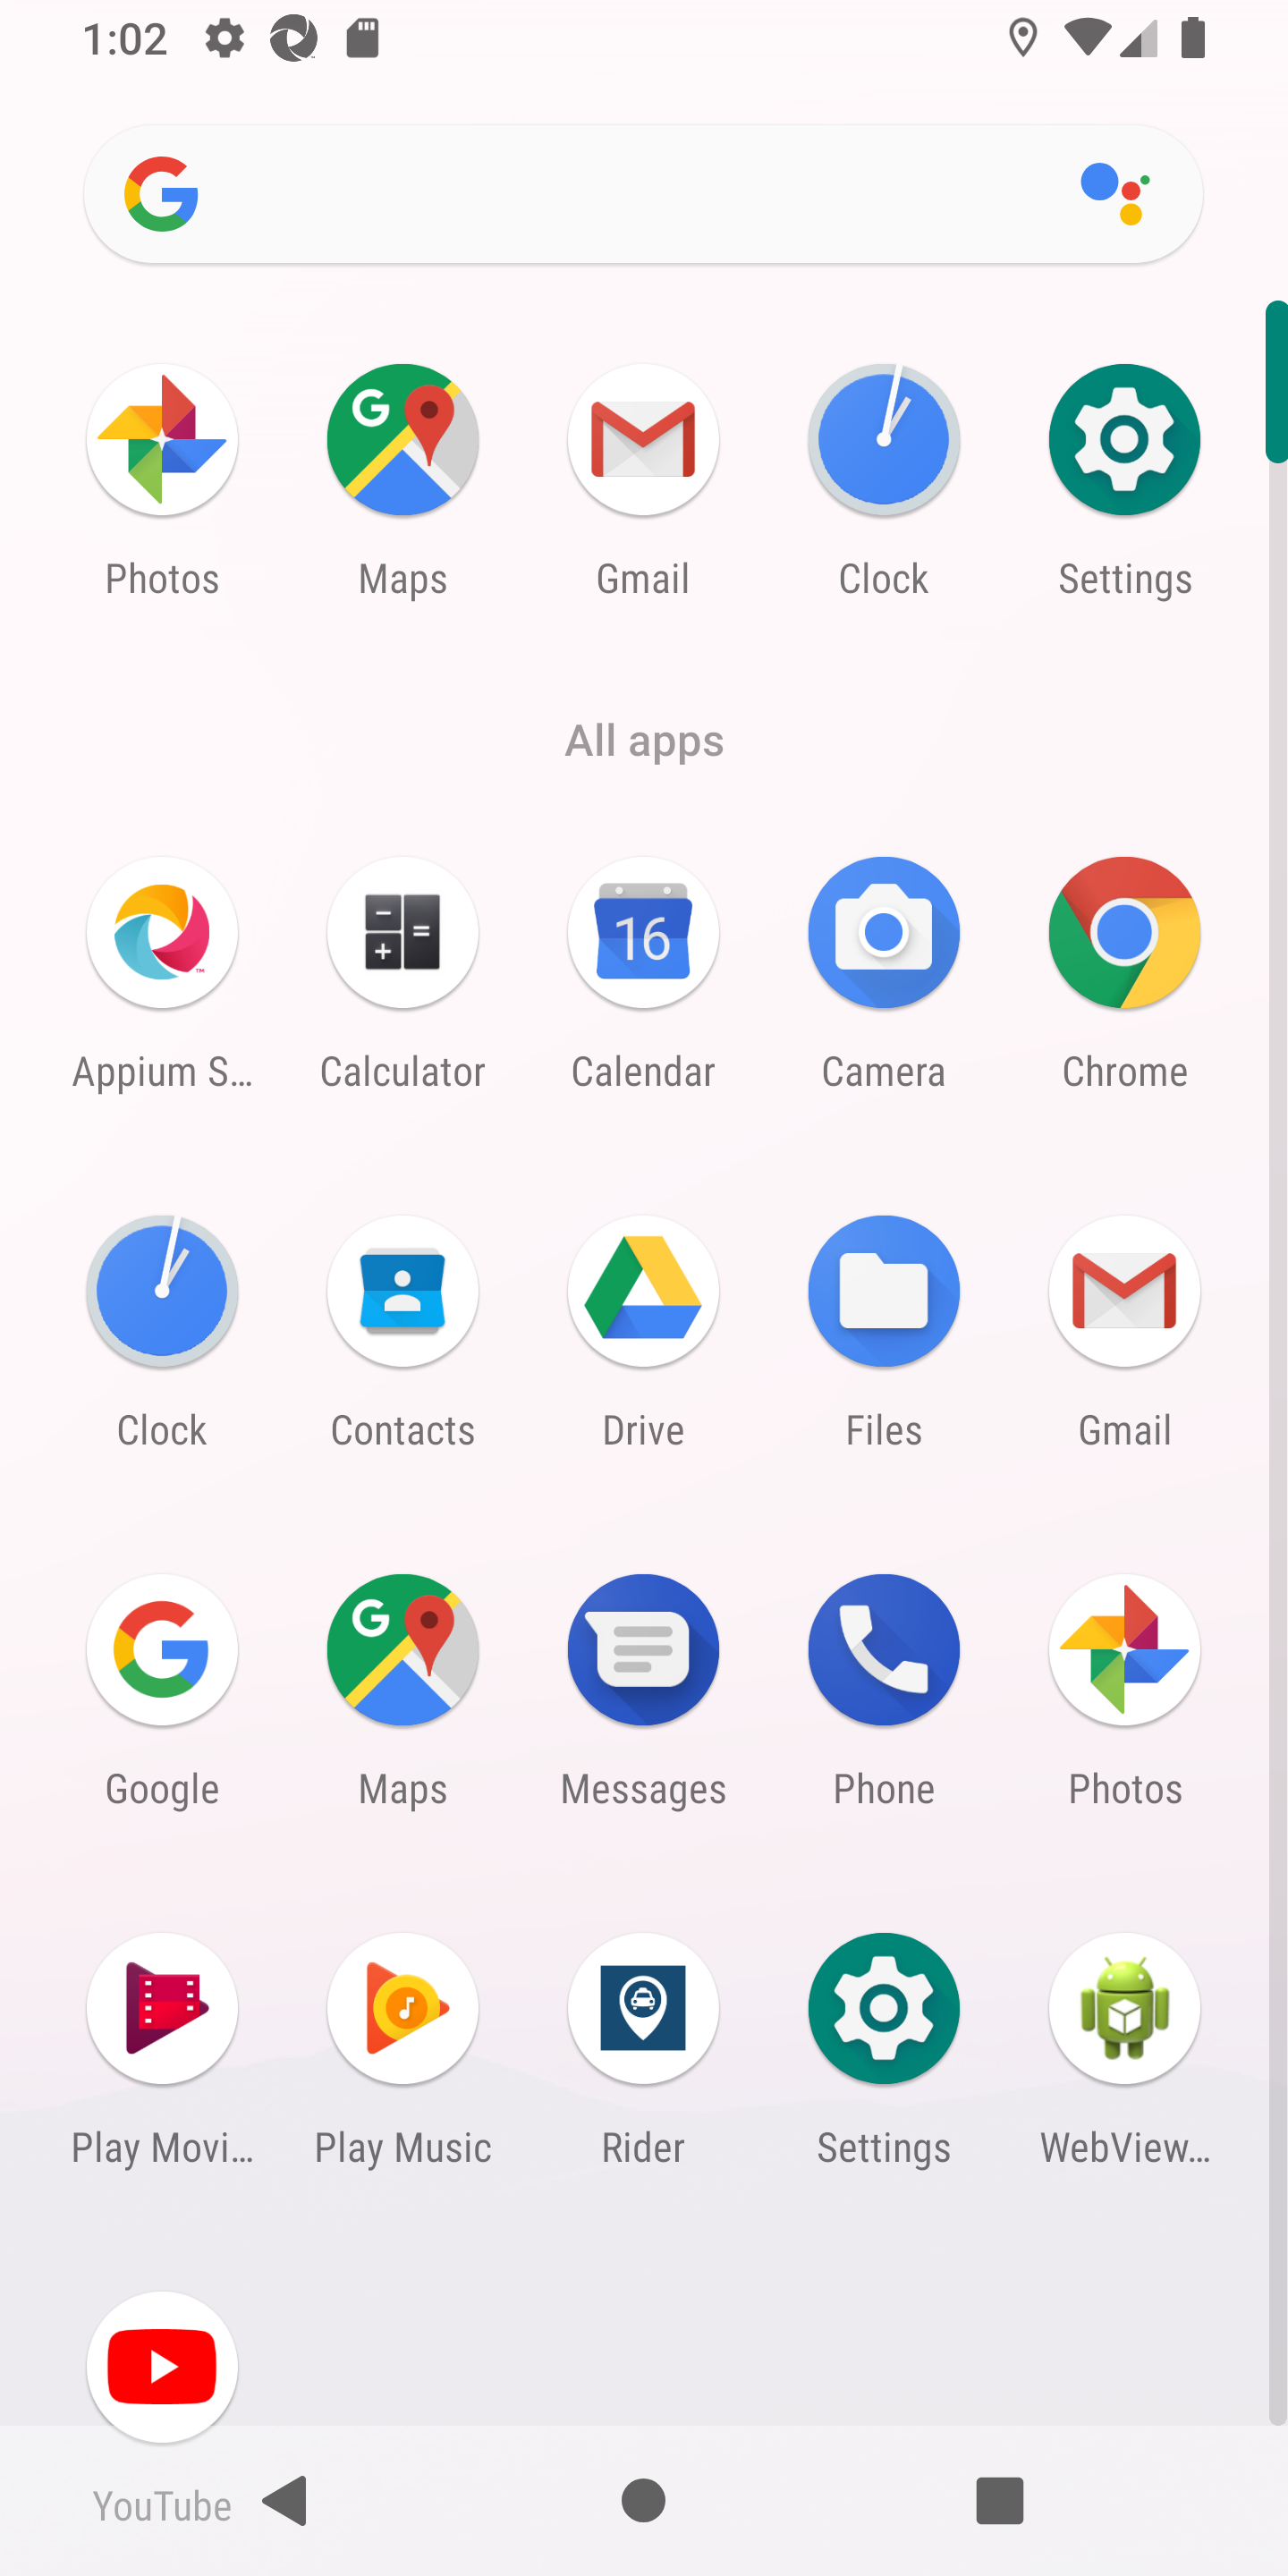 1:02
Photos Maps Gmail Clock Settings
All apps
16
Appium S... Calculator Calendar Camera Chrome
Clock Contacts Drive Files Gmail
Google Maps Messages Phone Photos
Play Movi... Play Music Rider Settings WebView...
YouTube